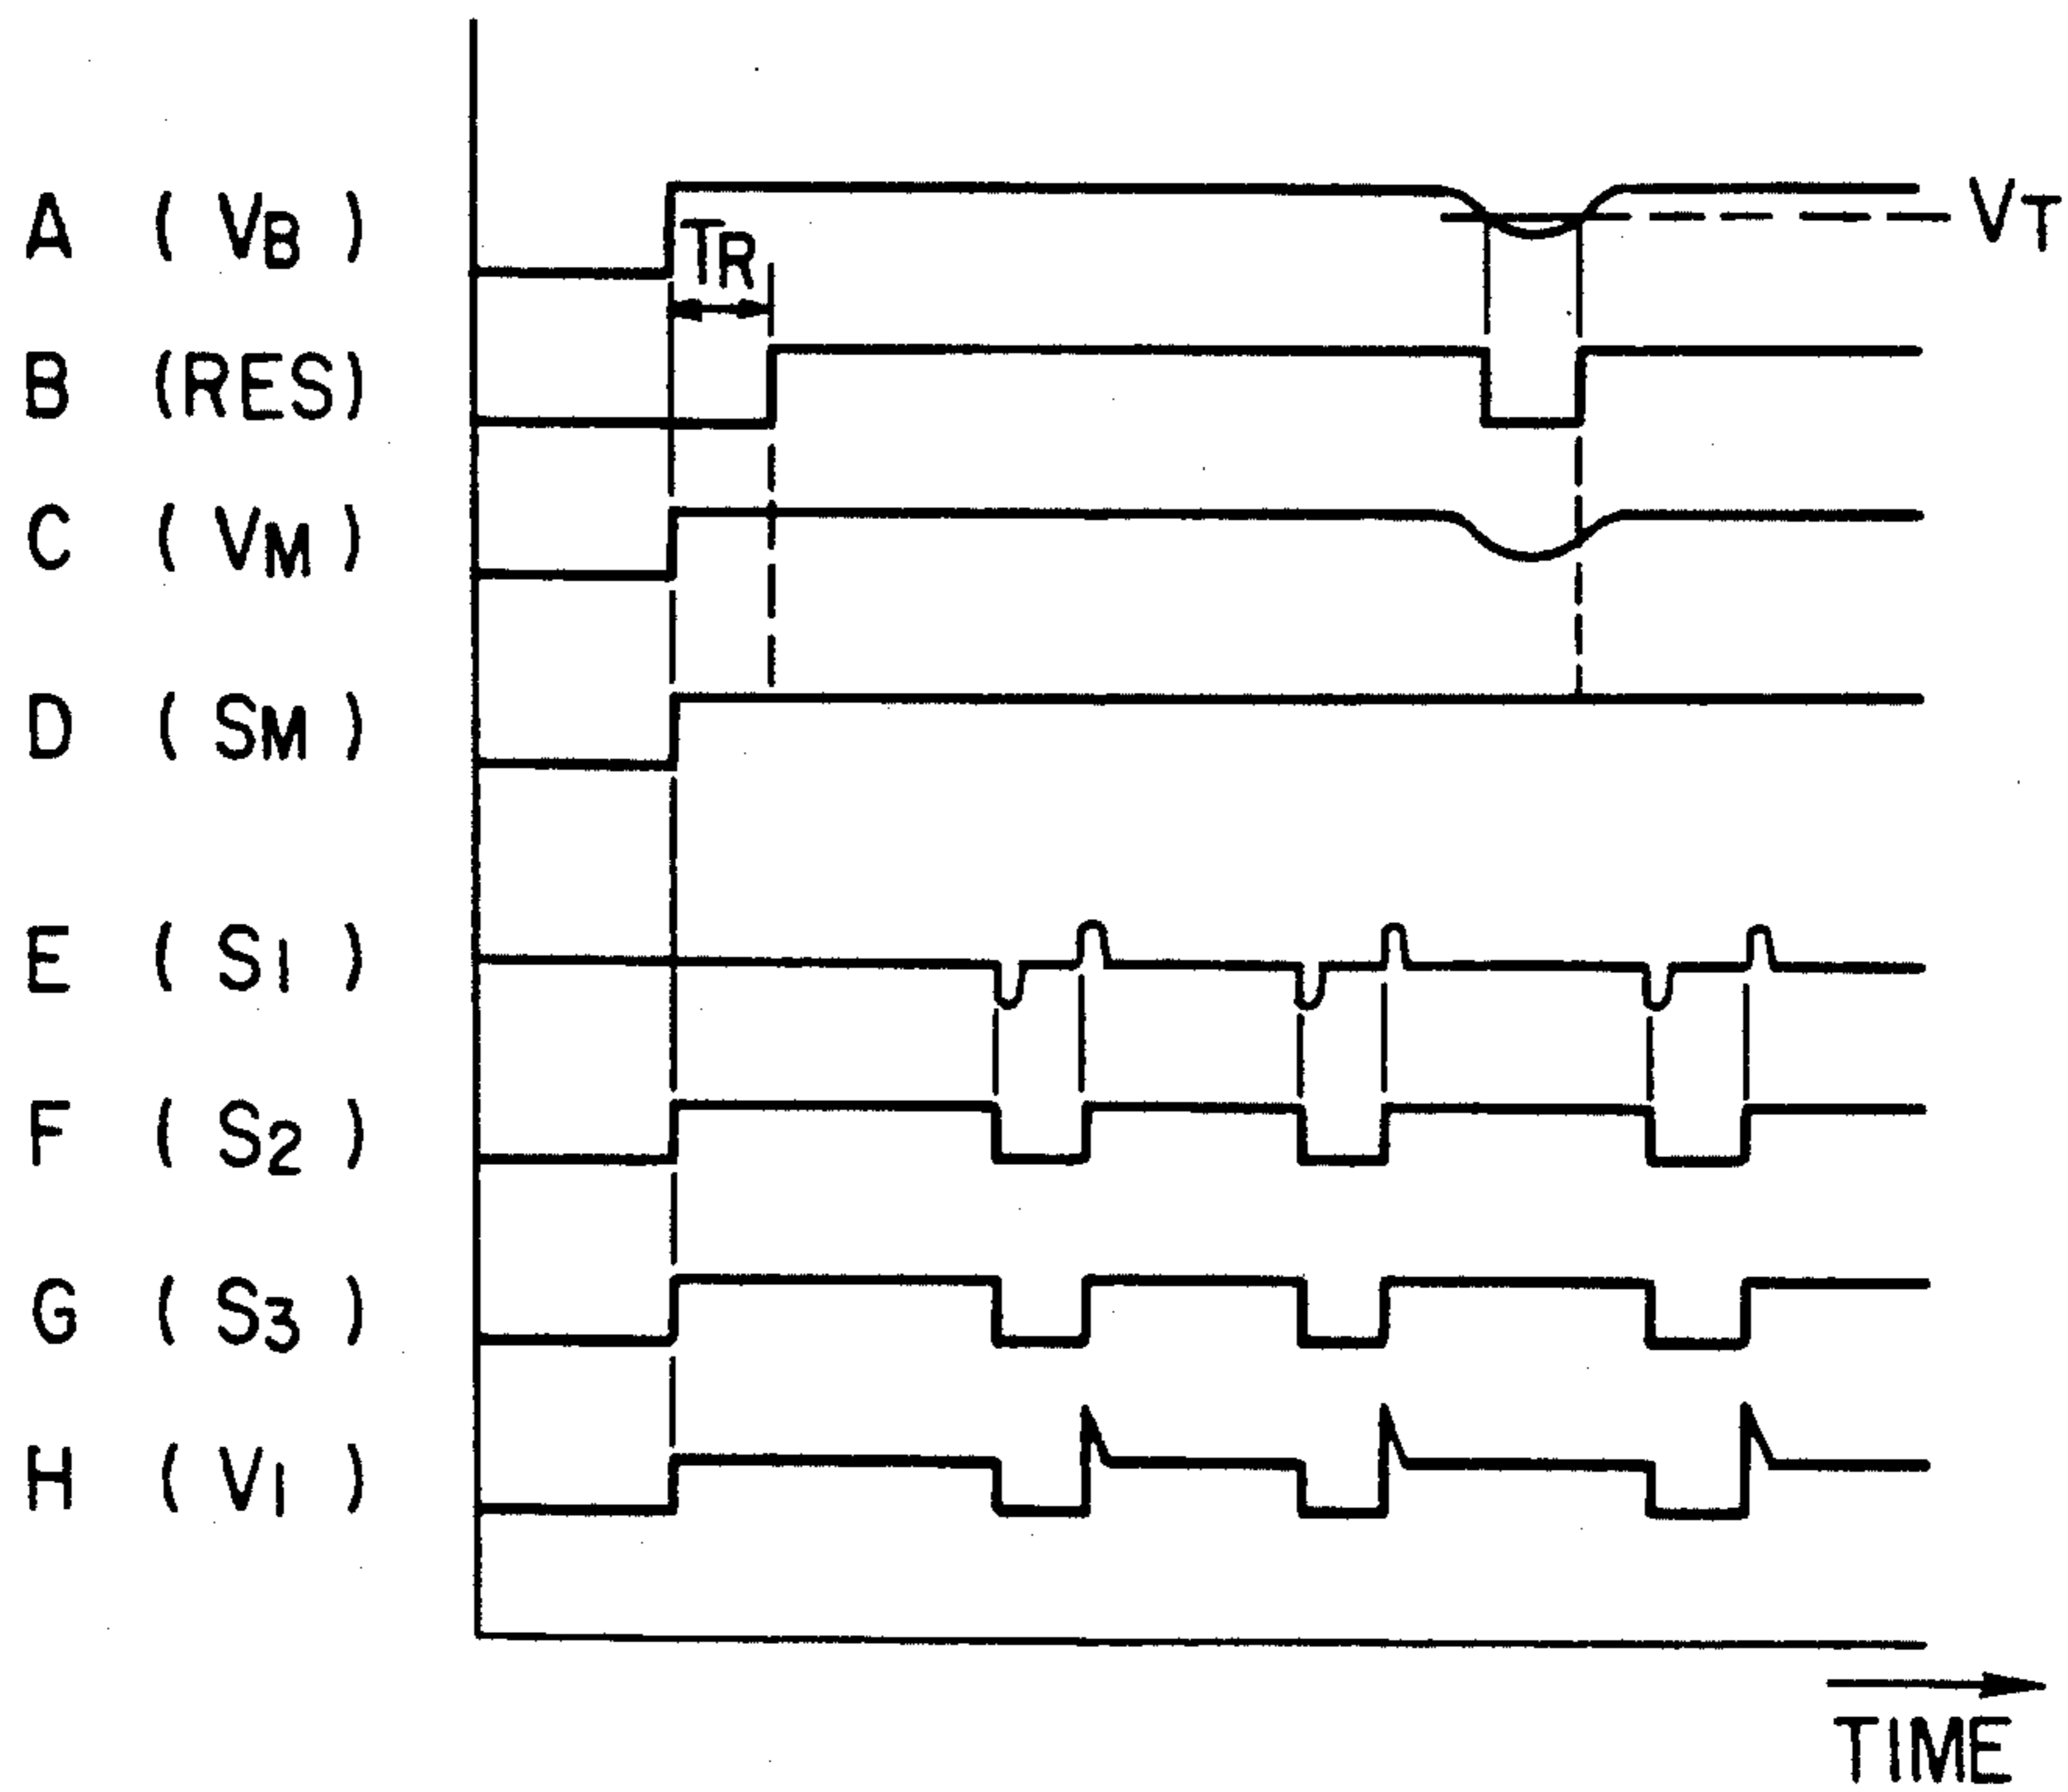 A ( VB )
VT
TR
B (RES)
C ( VM )
D ( SM )
E ( S1 )
F ( S2 )
G ( S3 )
H ( V1 )
TIME